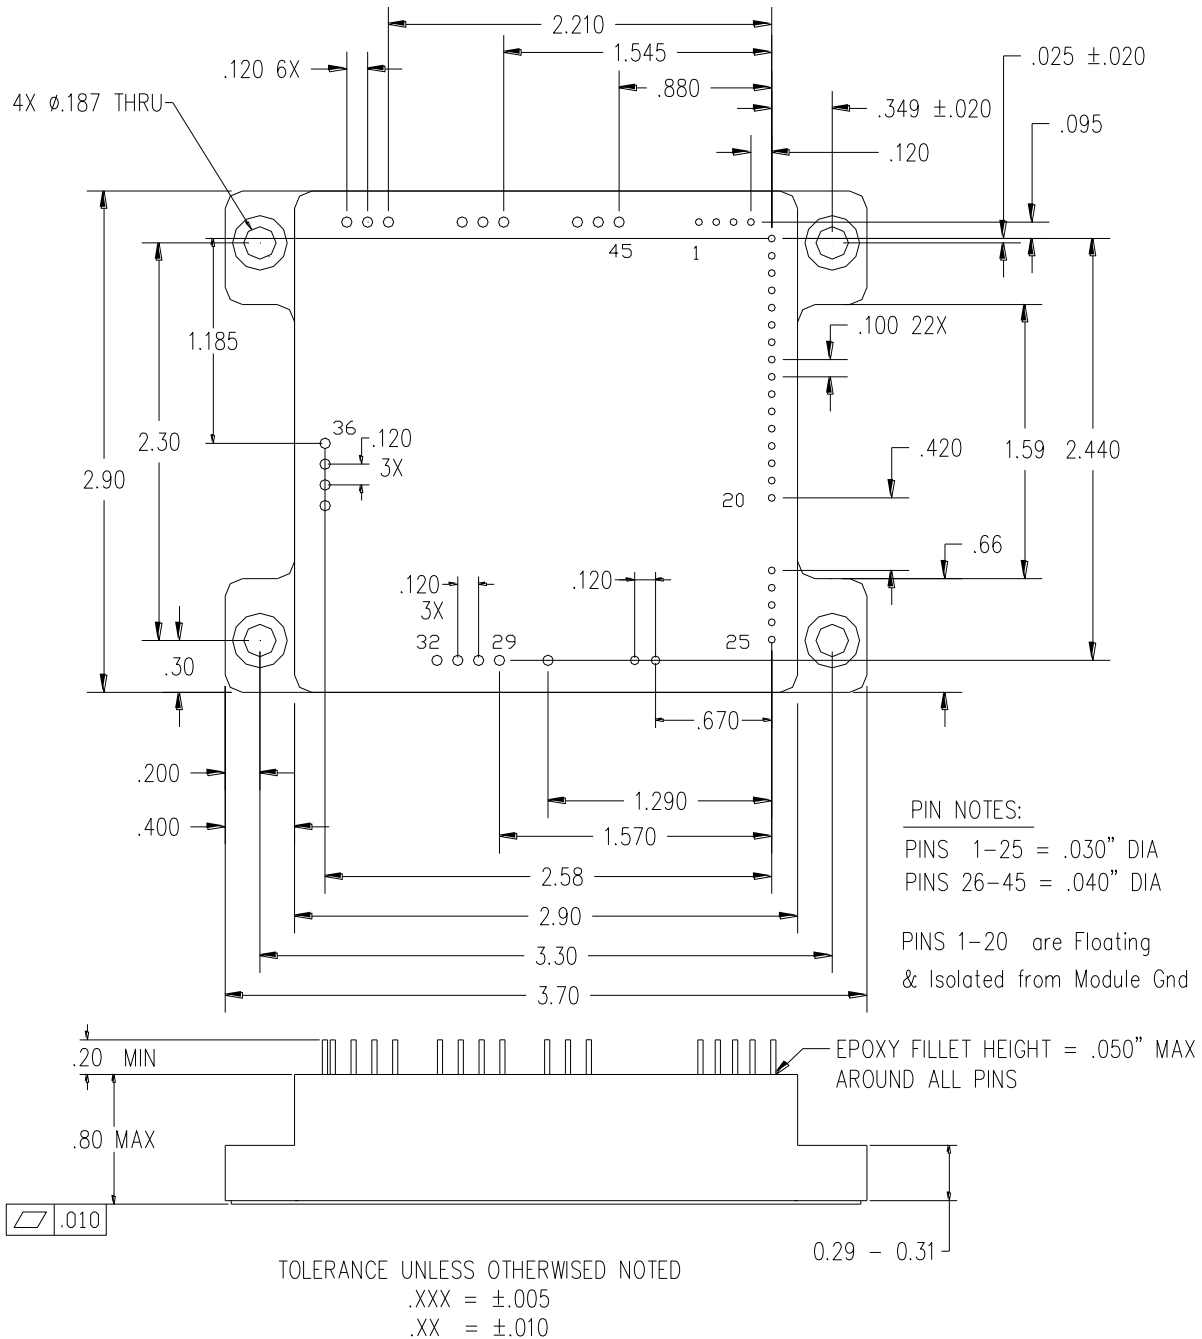 2.210
1.545
.025 ±.020
.120 6X
.880
4X ø.187 THRU
.349 ±.020
.095
.120
45
1
.100 22X
1.185
36
.120
3X
2.30
.420
1.59
2.440
2.90
20
.66
.120
3X
.120
32
29
25
.30
.670
.200
1.290
.400
1.570
2.58
2.90
3.30
3.70
PIN NOTES:
PINS 1-25 = .030" DIA
PINS 26-45 = .040" DIA
PINS 1-20 are Floating
& Isolated from Module Gnd
.20 MIN
EPOXY FILLET HEIGHT = .050" MAX
AROUND ALL PINS
.80 MAX
.010
0.29 - 0.31
TOLERANCE UNLESS OTHERWISED NOTED
.XXX = ±.005
.XX = ±.010